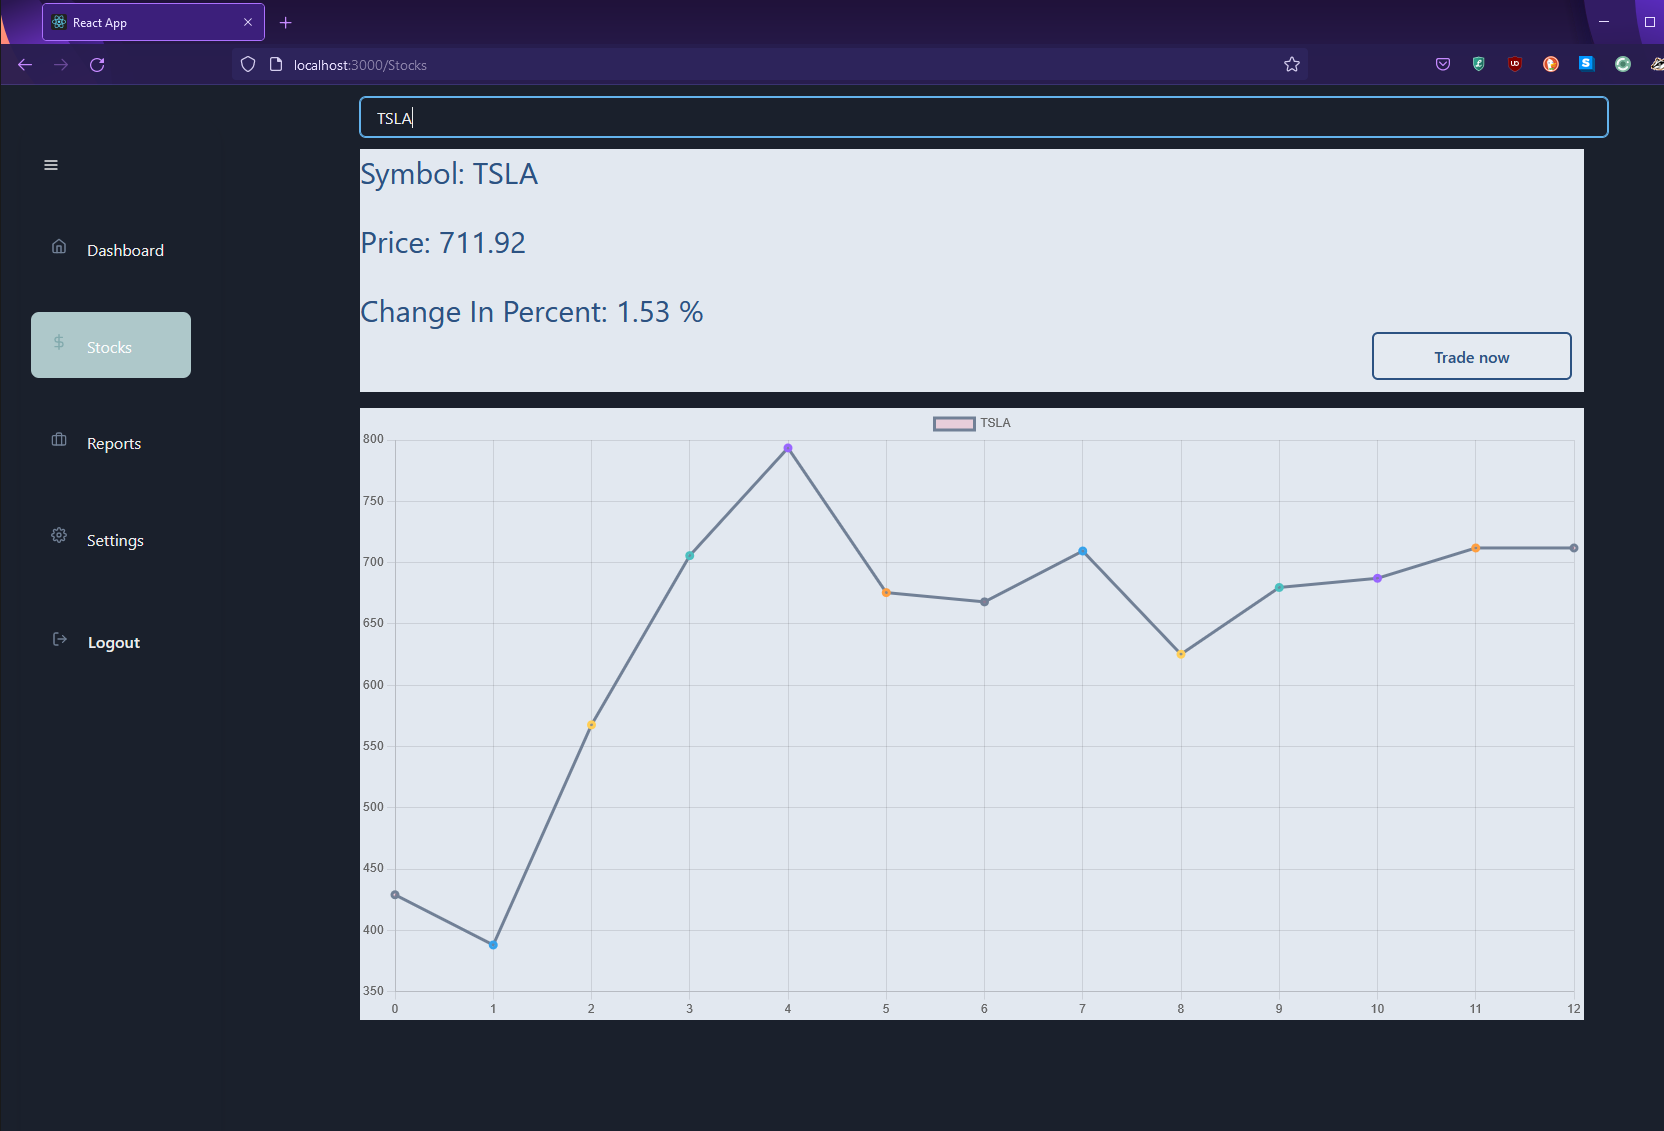 React App
localhost:3000/Stocks
TSLA
Dashboard
Stocks
Reports
Settings
Logout
Symbol: TSLA
Price: 711.92
Change In Percent: 1.53 %
Trade now
TSLA
800
750
700
650
600
550
500
450
400
350
0 1 2 3 4 5 6 7 8 9 10 11 12